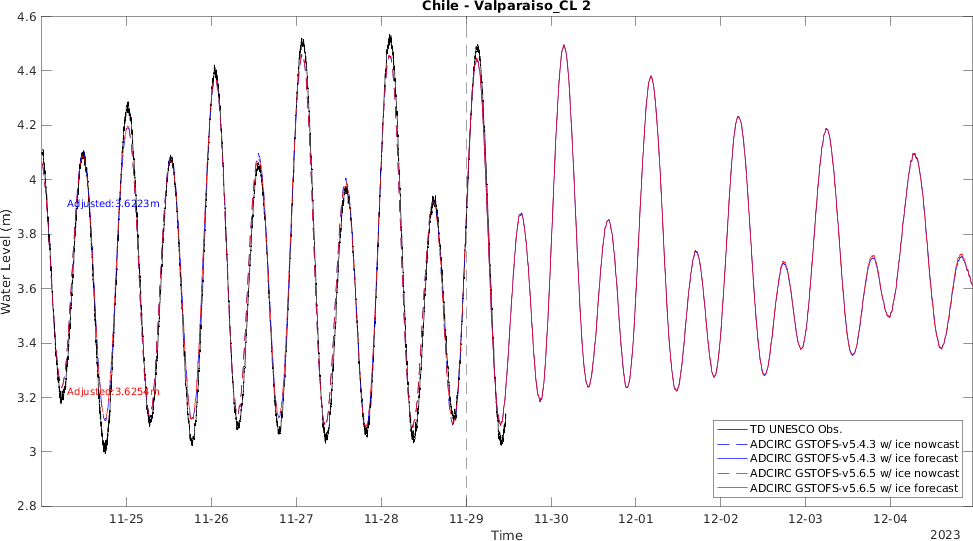 Chile - Valparaiso_CL 2
4.6
4.4
4.2
4
3.8
3.6
3.4
3.2
3
2.8
Water Level (m)
Adjusted:3.6223m
Adjusted:3.6254m
TD UNESCO Obs.
ADCIRC GSTOFS-v5.4.3 w/ ice nowcast
ADCIRC GSTOFS-v5.4.3 w/ ice forecast
ADCIRC GSTOFS-v5.6.5 w/ ice nowcast
ADCIRC GSTOFS-v5.6.5 w/ ice forecast
11-25 11-26 11-27 11-28 11-29 11-30 12-01 12-02 12-03 12-04
Time
2023